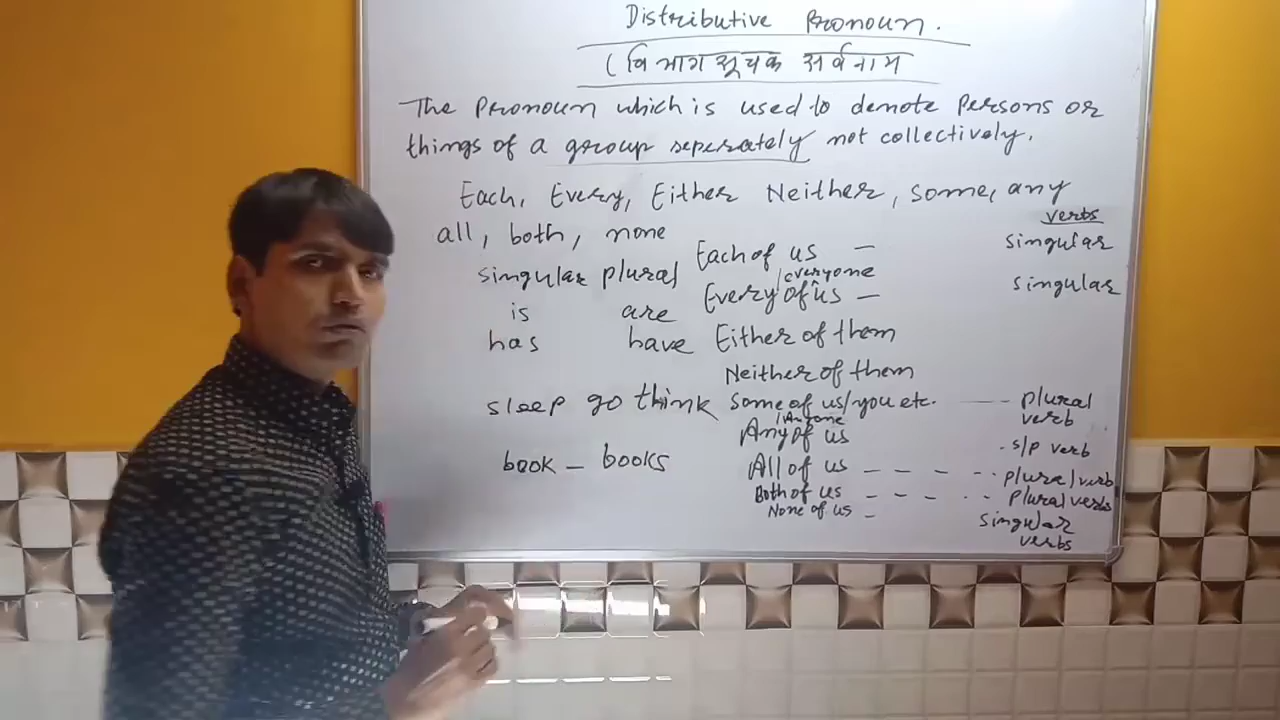 Distributive Pronoun.
( विभागसूचक सर्वनाम
The Pronoun which is used to denote Persons or
things of a group seperately not collectively.
Each, Every, Either Neither, some, any
all, both, none
verbs
Each of us — singular
singular plural
/everyone
Every of us — singular
is are
has have Either of them
Neither of them
sleep go think Some of us/you etc. —— plural verb
/Anyone
Any of us - s/p verb
book – books
All of us – – – - - plural verb
Both of us – – – - - Plural verbs
None of us – singular verbs